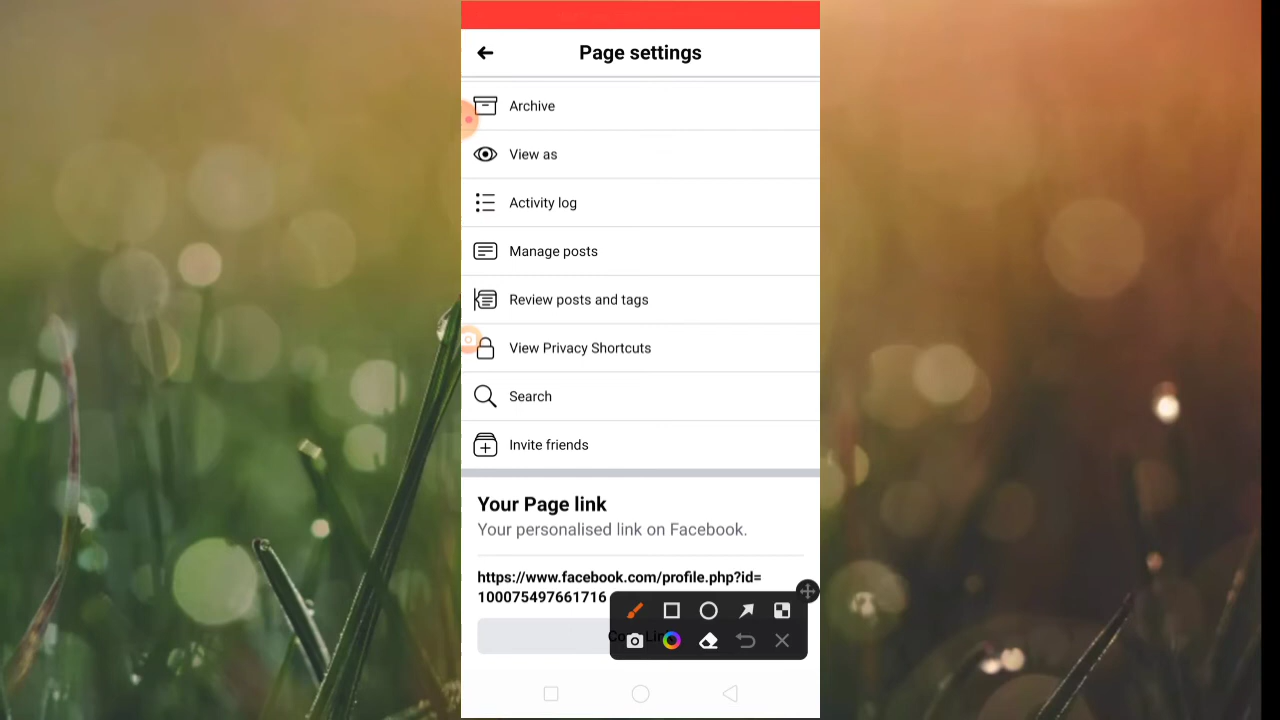 Page settings
Archive
View as
Activity log
Manage posts
Review posts and tags
View Privacy Shortcuts
Search
Invite friends
Your Page link
Your personalised link on Facebook.
https://www.facebook.com/profile.php?id=
100075497661716